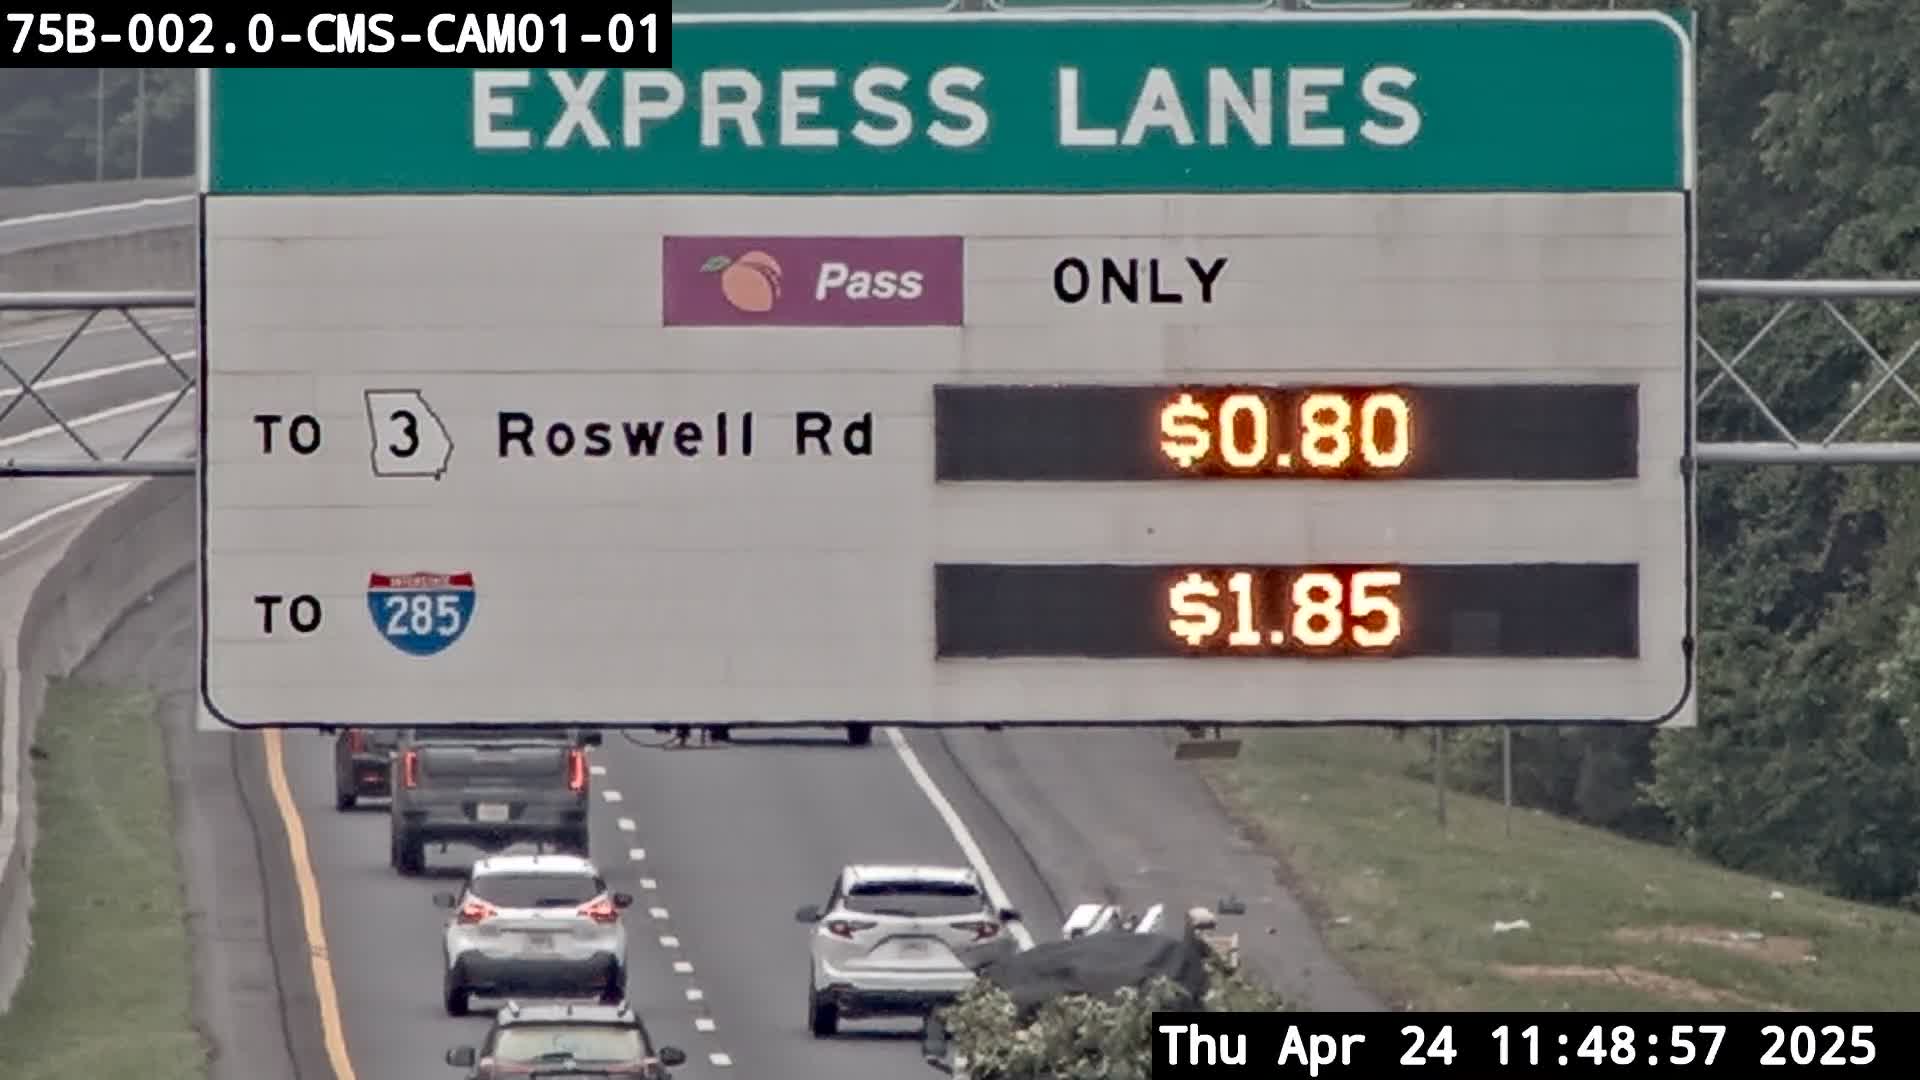 75B-002.0-CMS-CAM01-01
EXPRESS LANES
Pass ONLY
TO 3 Roswell Rd $0.80
INTERSTATE
TO 285 $1.85
Thu Apr 24 11:48:57 2025